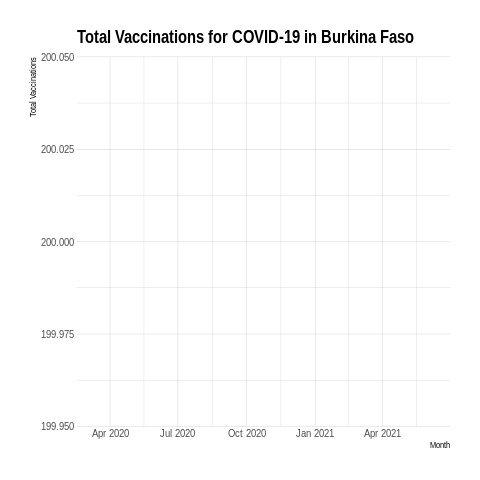 Total Vaccinations for COVID-19 in Burkina Faso
Total Vaccinations
200.050
200.025
200.000
199.975
199.950
Apr 2020
Jul 2020
Oct 2020
Jan 2021
Apr 2021
Month